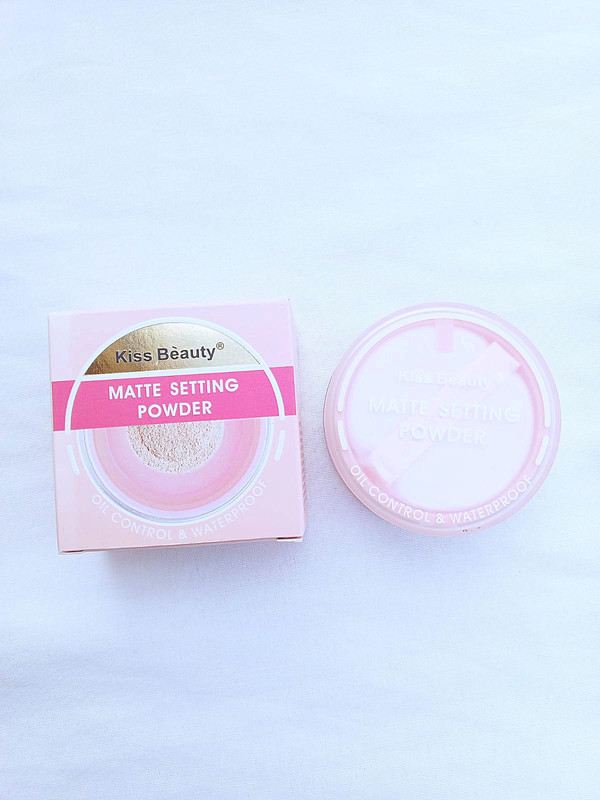 Kiss Bèauty®
MATTE SETTING
POWDER
OIL CONTROL & WATERPROOF
Kiss Beauty
MATTE SETTING
POWDER
OIL CONTROL & WATERPROOF